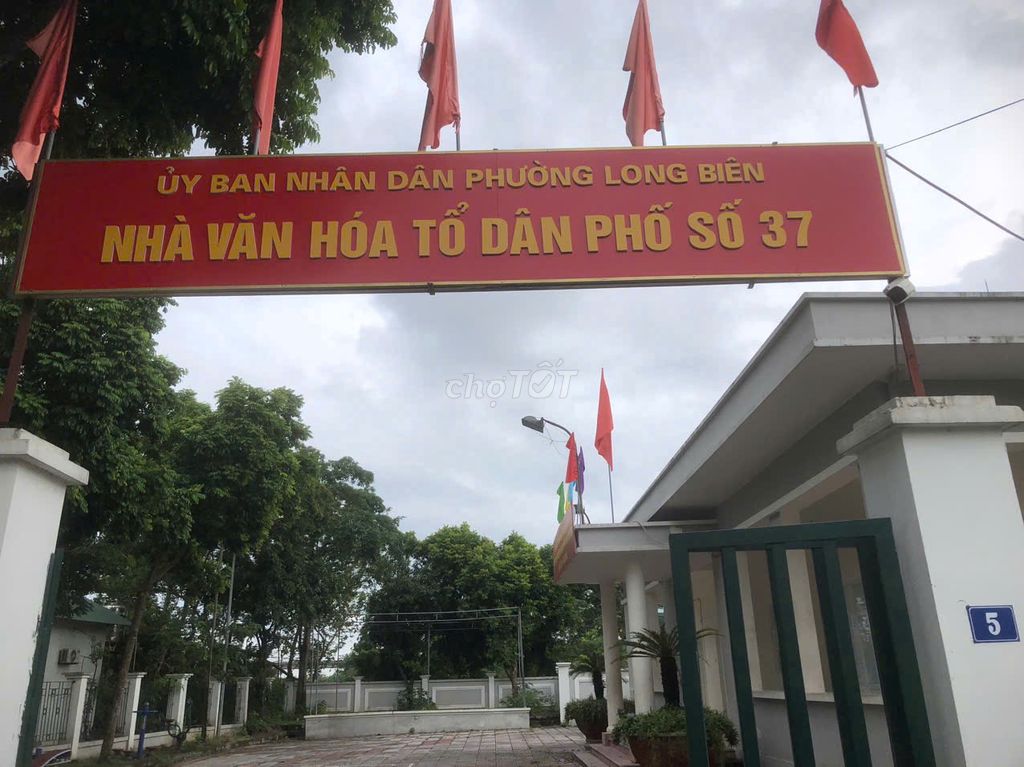 ỦY BAN NHÂN DÂN PHƯỜNG LONG BIÊN
NHÀ VĂN HÓA TỔ DÂN PHỐ SỐ 37
chợTỐT
5